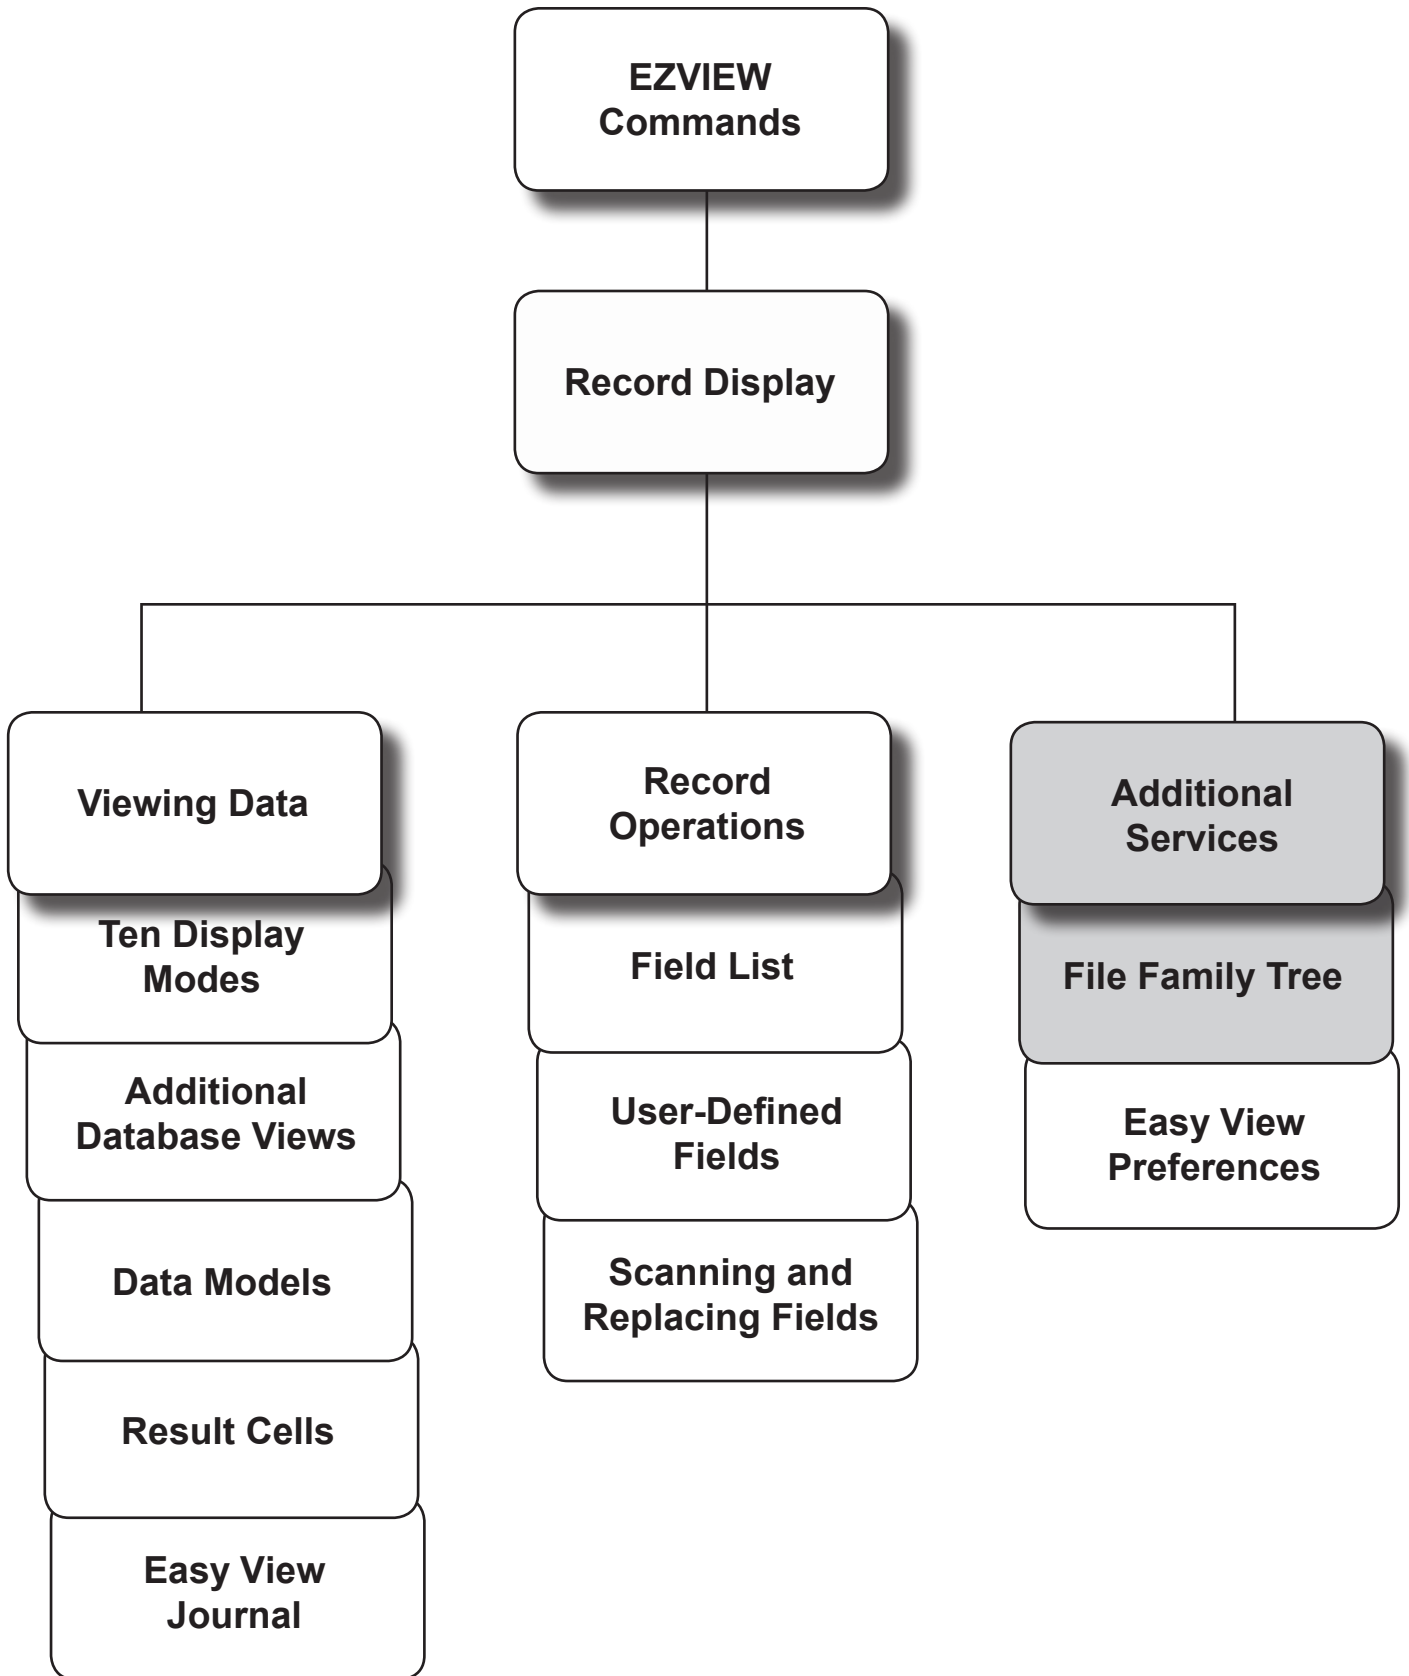 EZVIEW
Commands
Record Display
Viewing Data
Ten Display
Modes
Additional
Database Views
Data Models
Result Cells
Easy View
Journal
Record
Operations
Field List
User-Defined
Fields
Scanning and
Replacing Fields
Additional
Services
File Family Tree
Easy View
Preferences